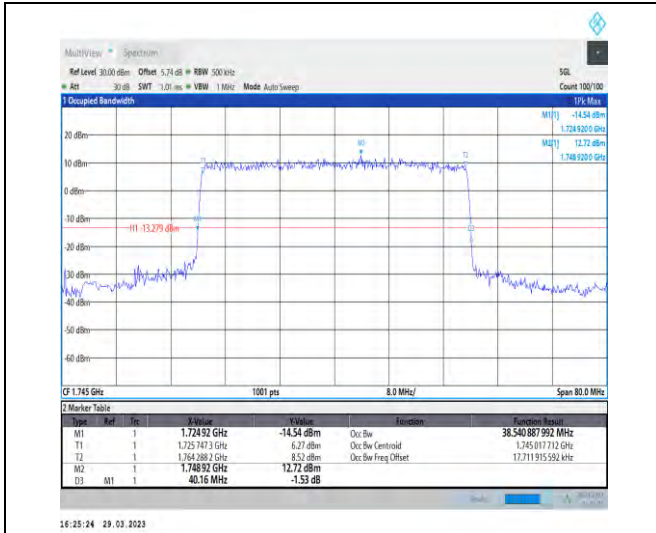 MultiView Spectrum
Ref Level 30.00 dBm Offset 5.74 dB RBW 500 kHz SGL
Att 30 dB SWT 1.01 ms VBW 1 MHz Mode Auto Sweep Count 100/100
1 Occupied Bandwidth 1Pk Max
M1[1] -14.54 dBm
1.724 920 0 GHz
M2[1] 12.72 dBm
1.748 920 0 GHz
20 dBm
M2
T1 T2
10 dBm
0 dBm
-10 dBm
M1
H1 -13.279 dBm D3
-20 dBm
-30 dBm
-40 dBm
-50 dBm
-60 dBm
CF 1.745 GHz 1001 pts 8.0 MHz/ Span 80.0 MHz
2 Marker Table
Type Ref Trc X-Value Y-Value Function Function Result
M1 1 1.724 92 GHz -14.54 dBm Occ Bw 38.540 887 992 MHz
T1 1 1.725 747 3 GHz 6.27 dBm Occ Bw Centroid 1.745 017 712 GHz
T2 1 1.764 288 2 GHz 8.52 dBm Occ Bw Freq Offset 17.711 915 592 kHz
M2 1 1.748 92 GHz 12.72 dBm
D3 M1 1 40.16 MHz -1.53 dB
16:25:24 29.03.2023